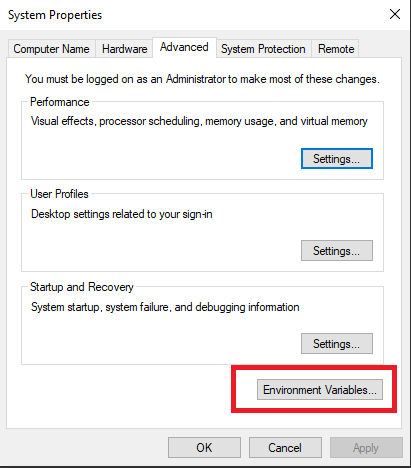 System Properties
Computer Name Hardware Advanced System Protection Remote
You must be logged on as an Administrator to make most of these changes.
Performance
Visual effects, processor scheduling, memory usage, and virtual memory
Settings...
User Profiles
Desktop settings related to your sign-in
Settings...
Startup and Recovery
System startup, system failure, and debugging information
Settings...
Environment Variables...
OK Cancel Apply